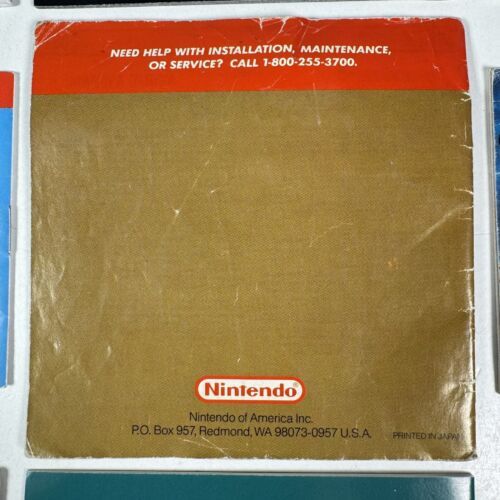 NEED HELP WITH INSTALLATION, MAINTENANCE,
OR SERVICE? CALL 1-800-255-3700.
Nintendo
Nintendo of America Inc.
P.O. Box 957, Redmond, WA 98073-0957 U.S.A.
PRINTED IN JAPAN